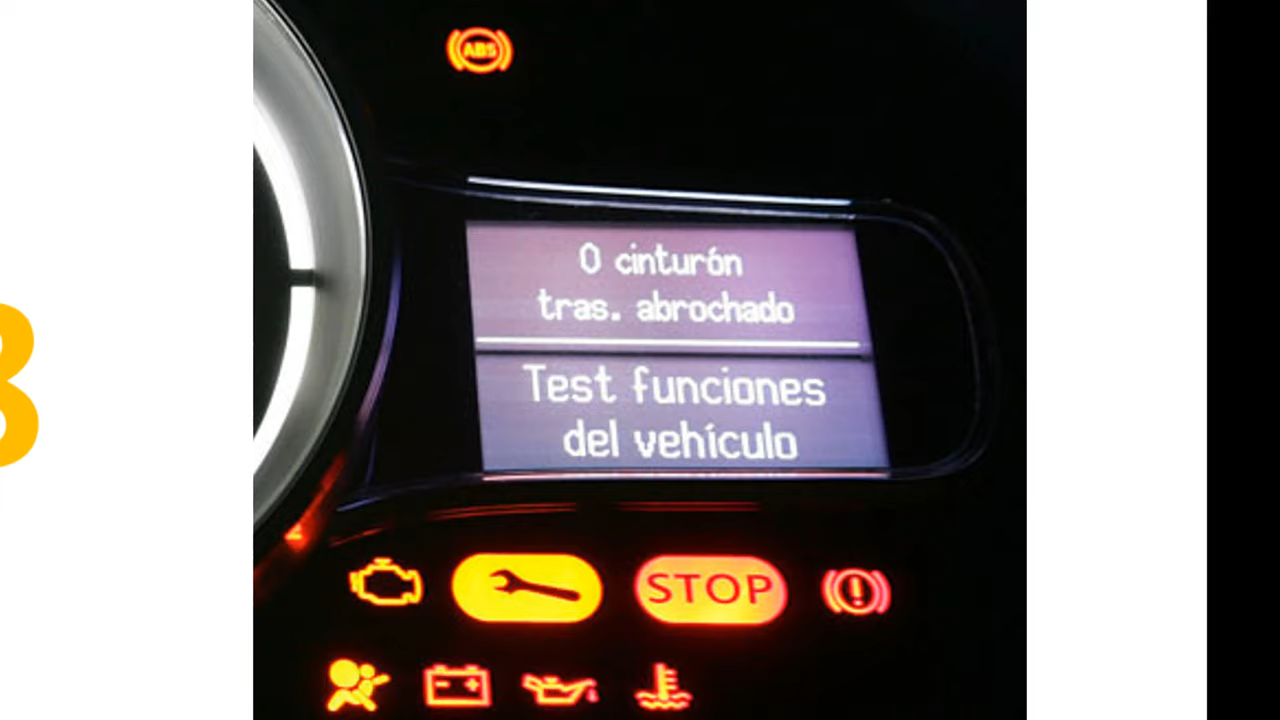 ABS
0 cinturón
tras. abrochado
Test funciones
del vehículo
STOP